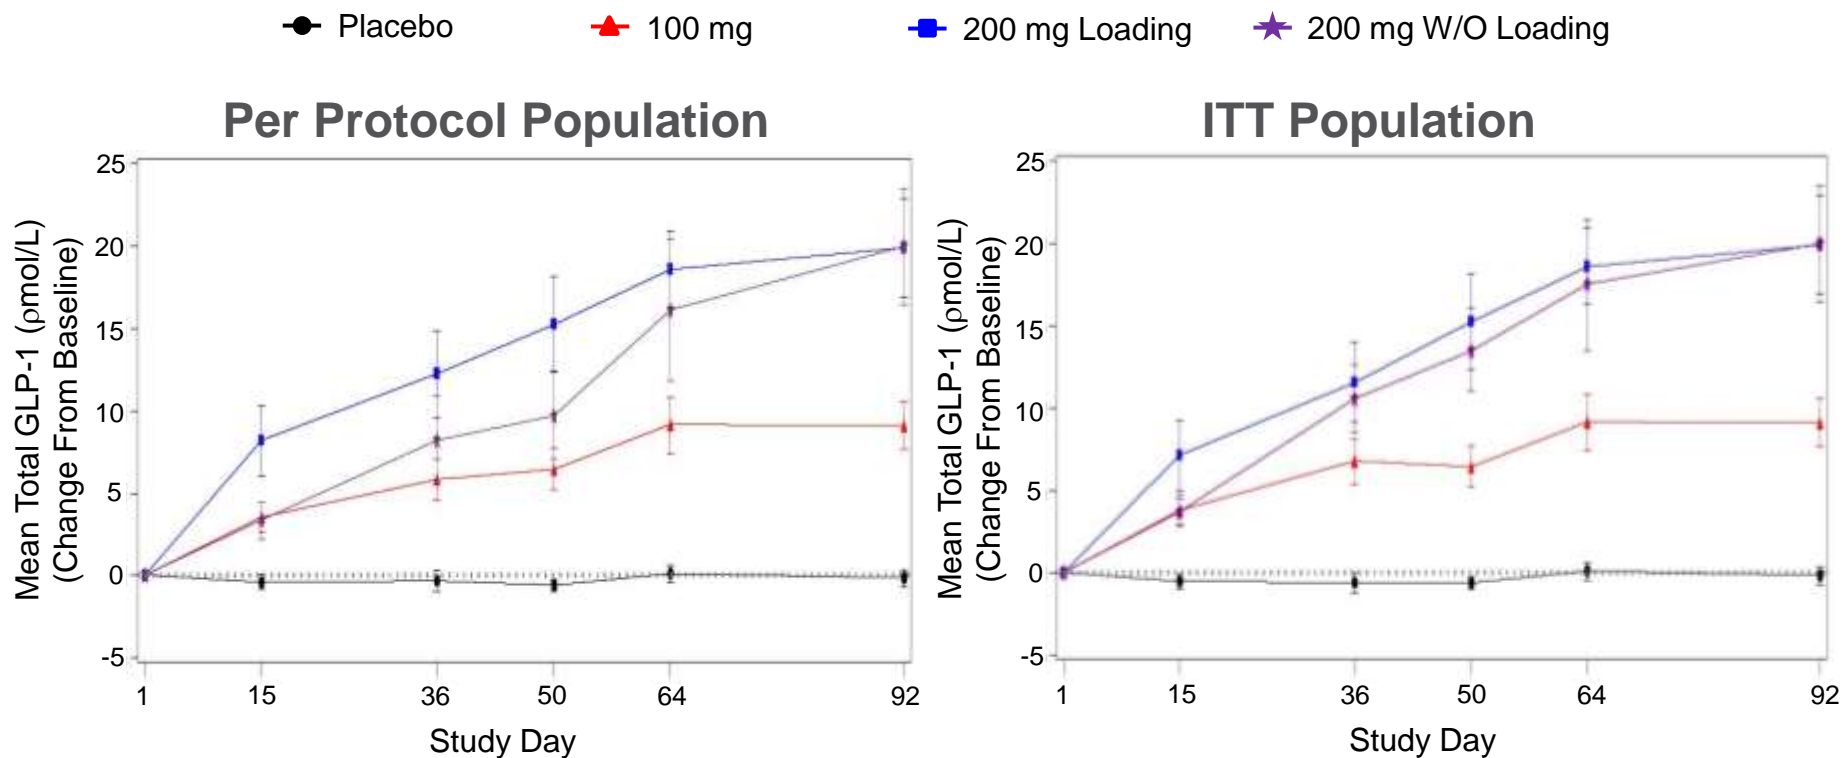 Placebo
100 mg
200 mg Loading
200 mg W/O Loading
Per Protocol Population
Mean Total GLP-1 (ρmol/L)
(Change From Baseline)
25
20
15
10
5
0
-5
1 15 36 50 64 92
Study Day
ITT Population
Mean Total GLP-1 (ρmol/L)
(Change From Baseline)
25
20
15
10
5
0
-5
1 15 36 50 64 92
Study Day